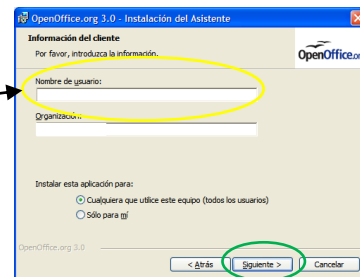 OpenOffice.org 3.0 - Instalación del Asistente
Información del cliente
Por favor, introduzca la información.
OpenOffice.or
Nombre de usuario:
Organización:
Instalar esta aplicación para:
Cualquiera que utilice este equipo (todos los usuarios)
Sólo para mí
OpenOffice.org 3.0
< Atrás
Siguiente >
Cancelar